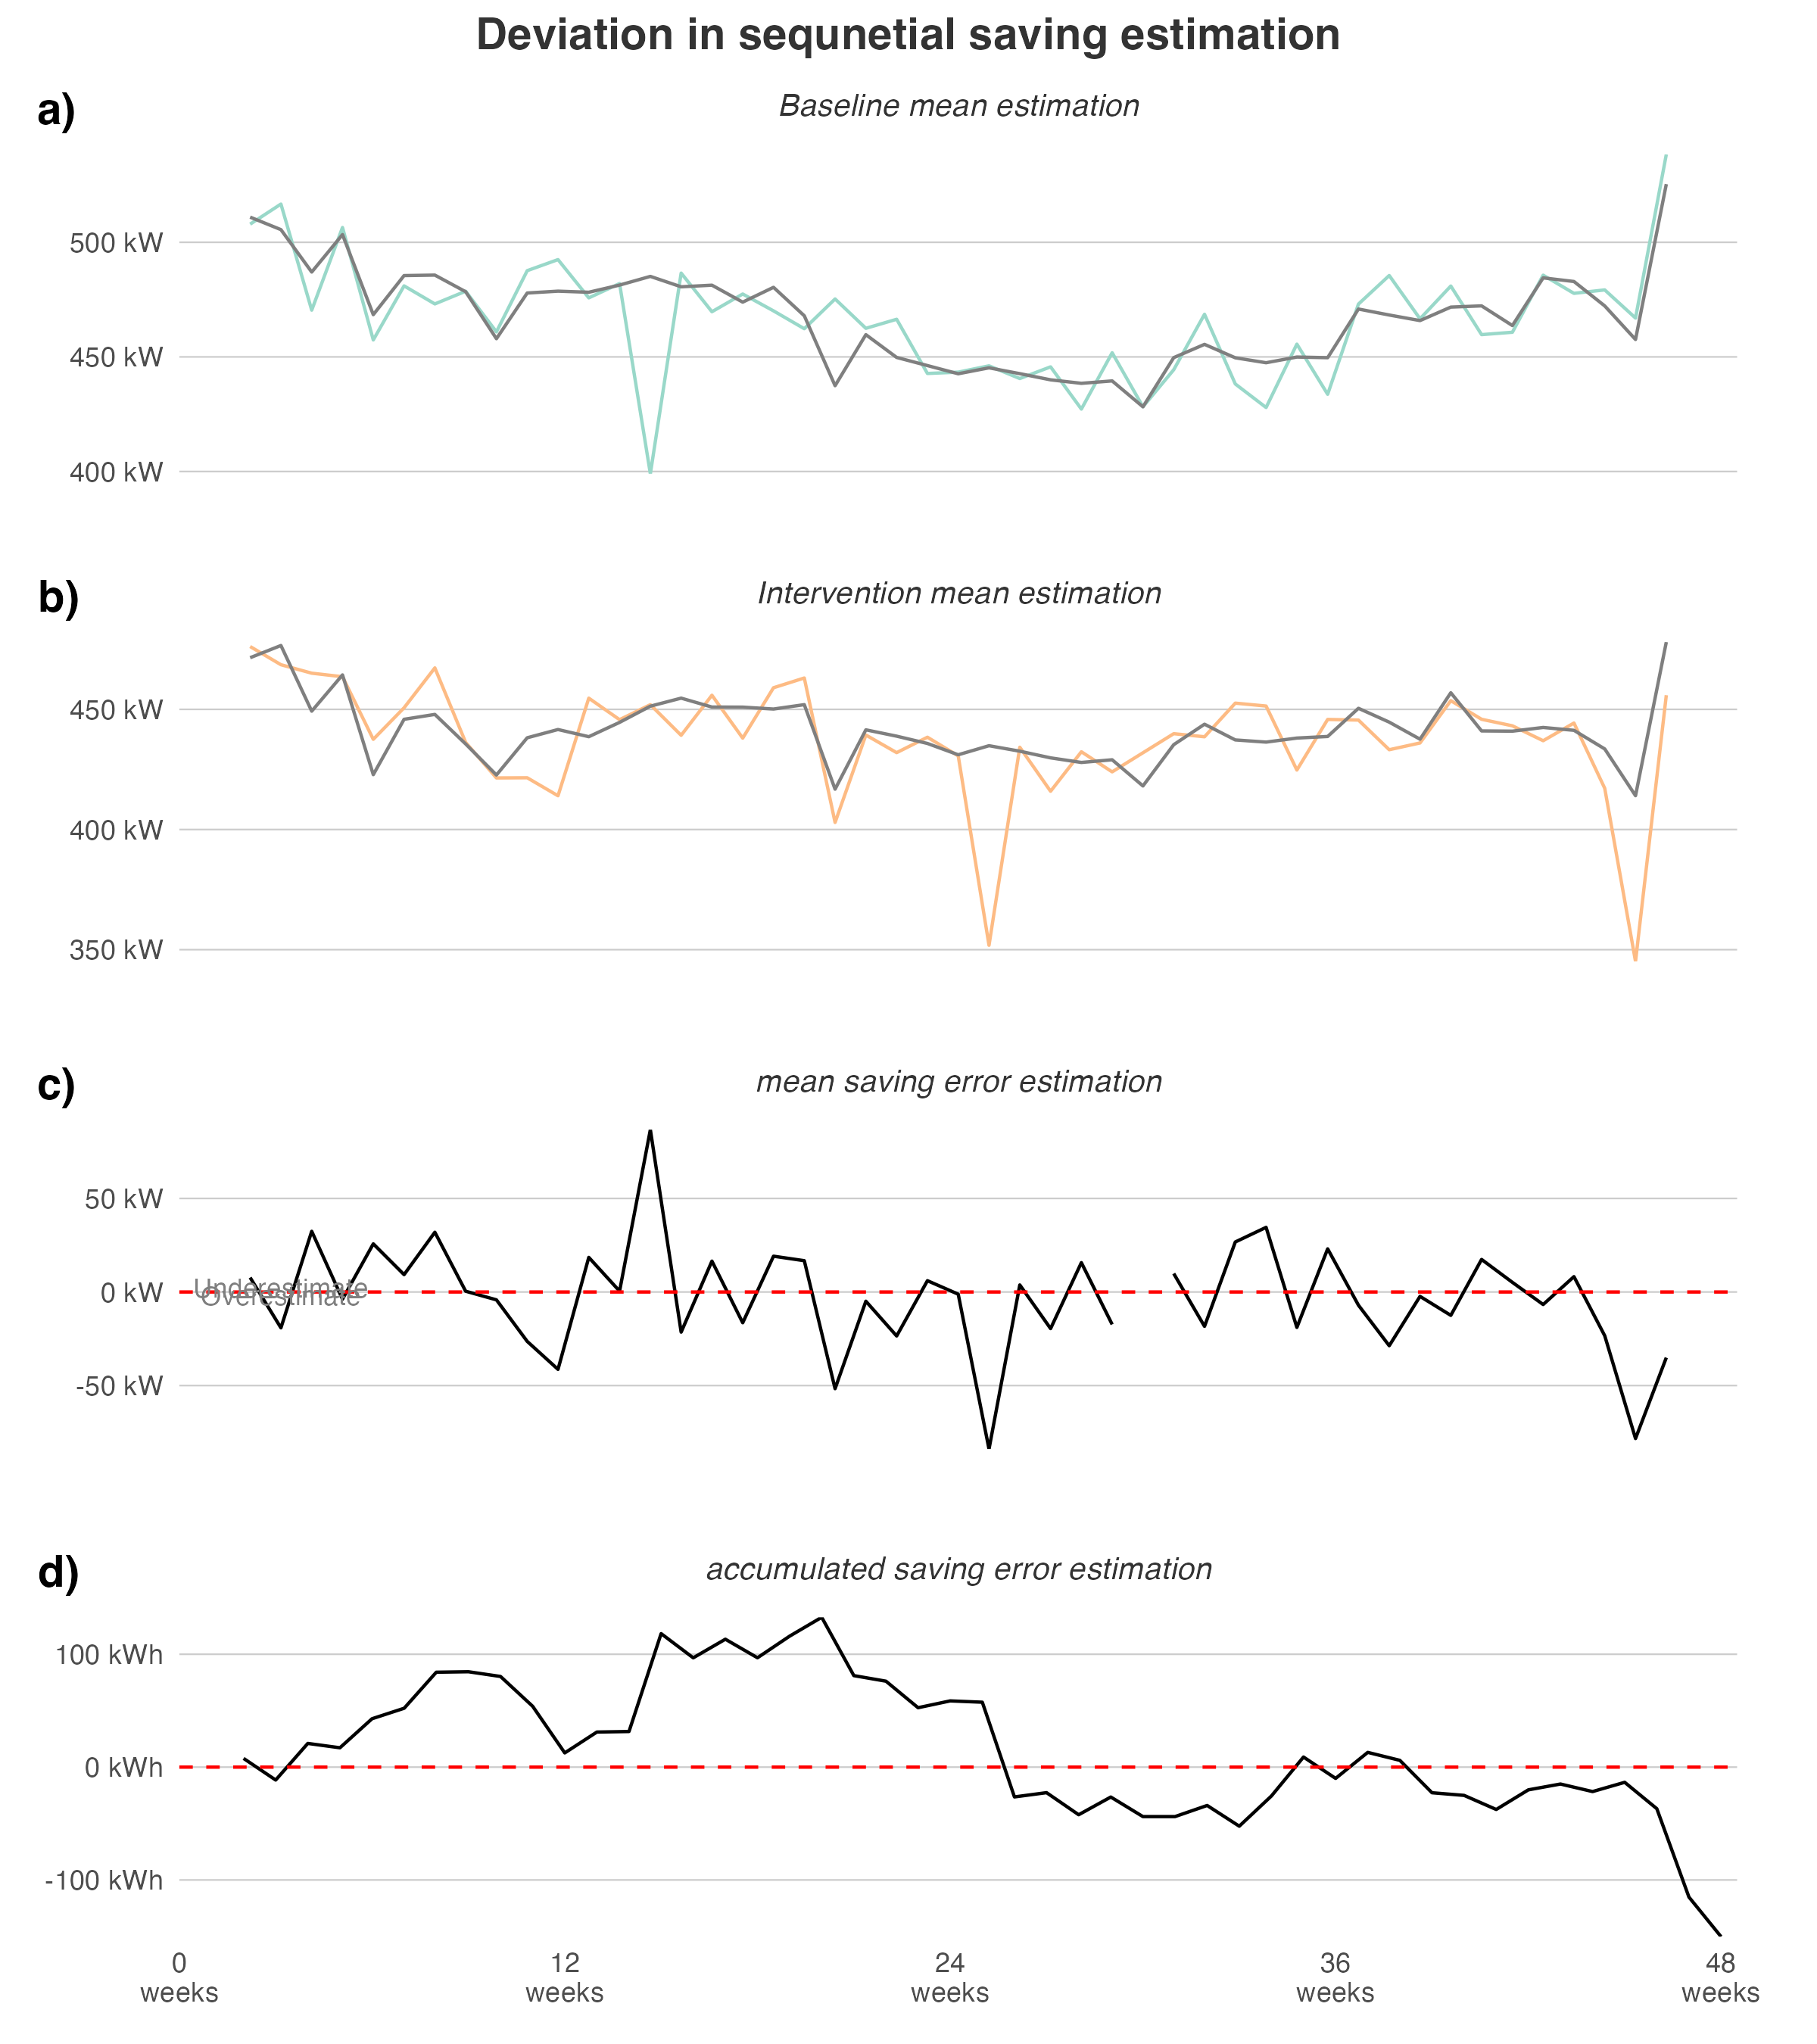 Deviation in sequnetial saving estimation
a)
Baseline mean estimation
500 kW
450 kW
400 kW
b)
Intervention mean estimation
450 kW
400 kW
350 kW
c)
mean saving error estimation
50 kW
Underestimate
0 kW
Overestimate
-50 kW
d)
accumulated saving error estimation
100 kWh
0 kWh
-100 kWh
0 12 24 36 48
weeks weeks weeks weeks weeks